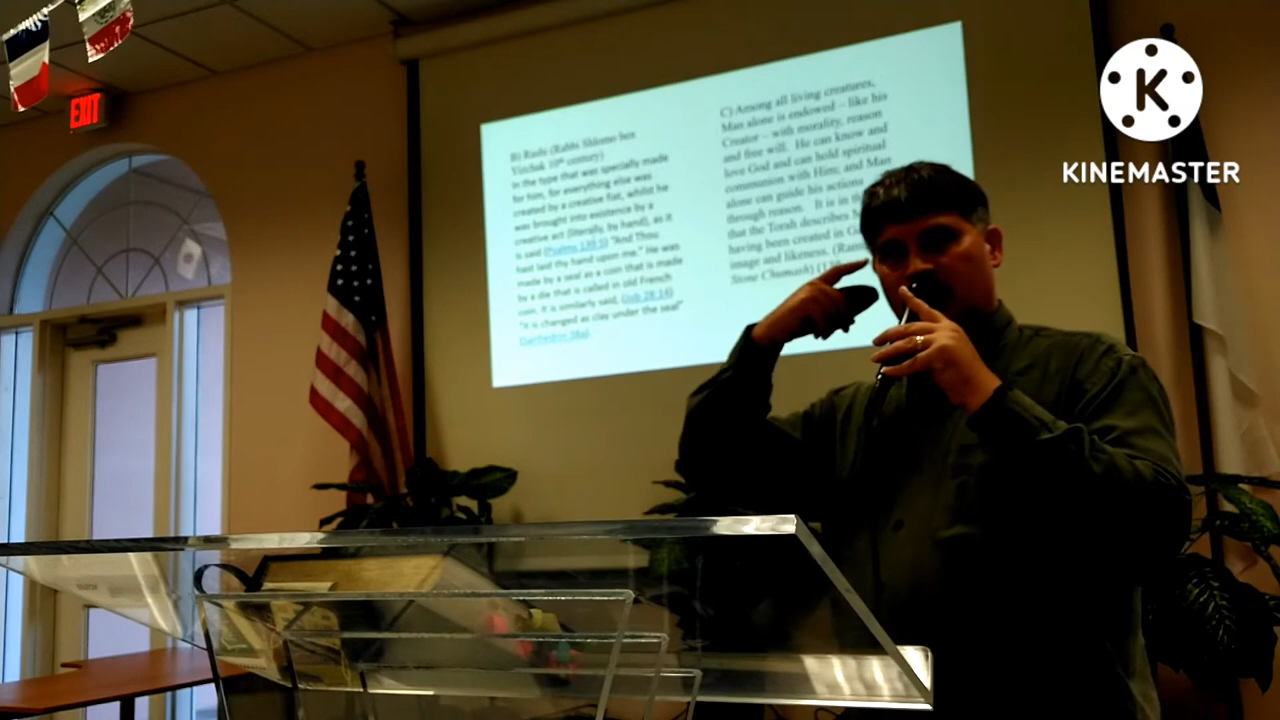 EXIT
B) Rashi (Rabbi Shlomo ben
Yitzhak 10th century)
In the type that was specially made
for him, for everything else was
created by a creative fiat, whilst he
was brought into existence by a
creative act (literally, by hand), as it
is said (Psalms 139:5) "And Thou
hast laid thy hand upon me." He was
made by a seal as a coin that is made
by a die that is called in old French
coin. It is similarly said, (Job 28:14)
"It is changed as clay under the seal"
(Sanhedrin 38a).
C) Among all living creatures,
Man alone is endowed – like his
Creator – with morality, reason
and free will. He can know and
love God and can hold spiritual
communion with Him; and Man
alone can guide his actions
through reason. It is in
that the Torah describes
having been created in
image and likeness.
Stone Chumash)
K
KINEMASTER